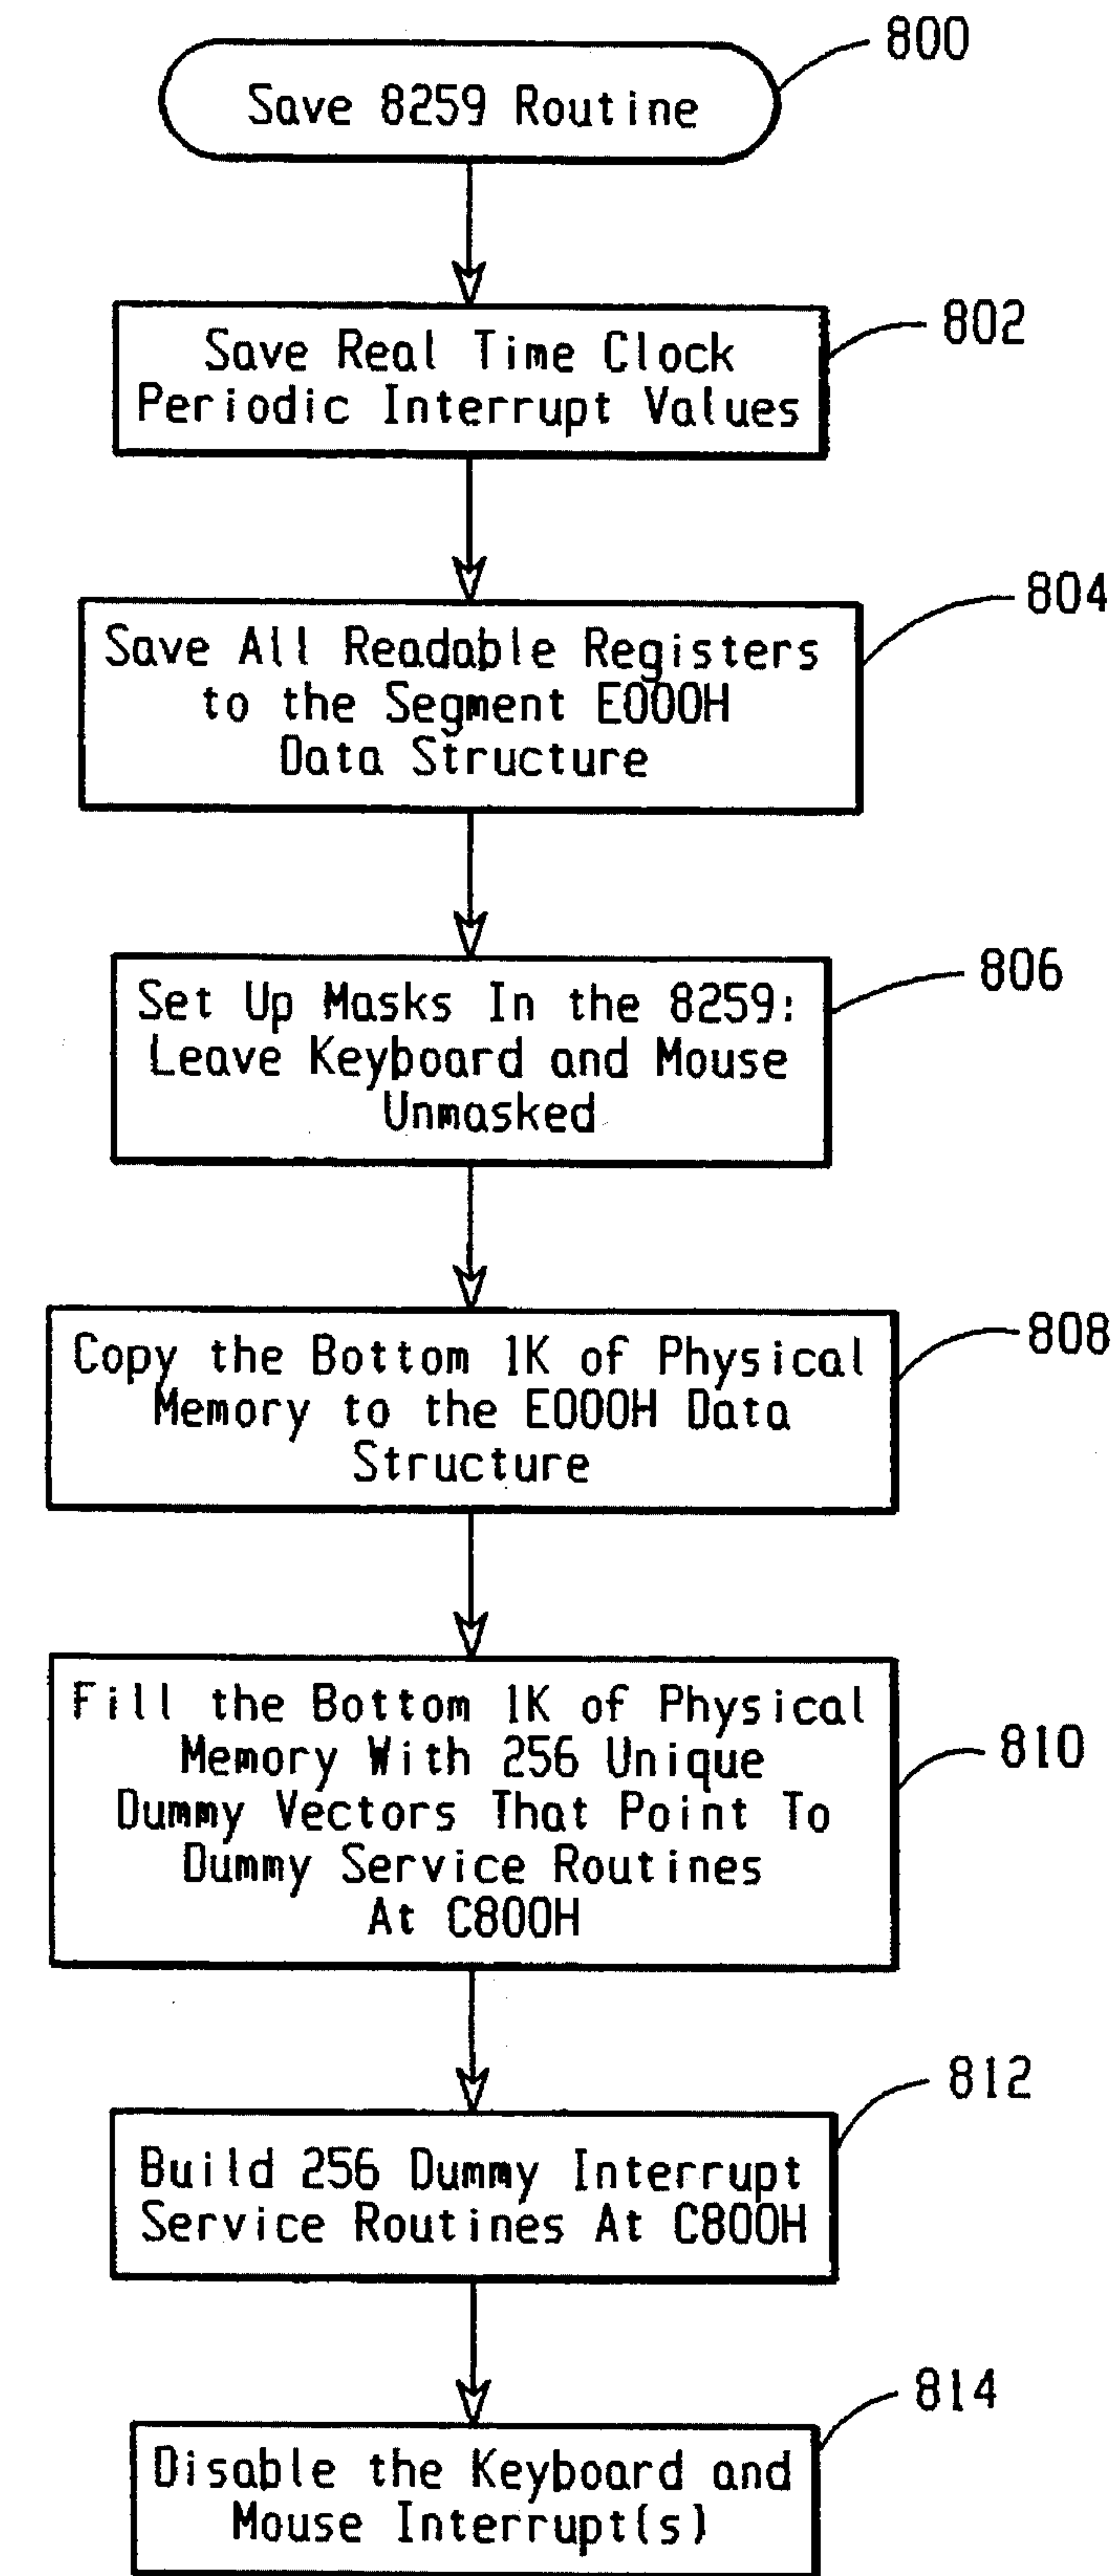 800
Save 8259 Routine
802
Save Real Time Clock
Periodic Interrupt Values
804
Save All Readable Registers
to the Segment E000H
Data Structure
806
Set Up Masks In the 8259:
Leave Keyboard and Mouse
Unmasked
808
Copy the Bottom 1K of Physical
Memory to the E000H Data
Structure
810
Fill the Bottom 1K of Physical
Memory With 256 Unique
Dummy Vectors That Point To
Dummy Service Routines
At C800H
812
Build 256 Dummy Interrupt
Service Routines At C800H
814
Disable the Keyboard and
Mouse Interrupt(s)